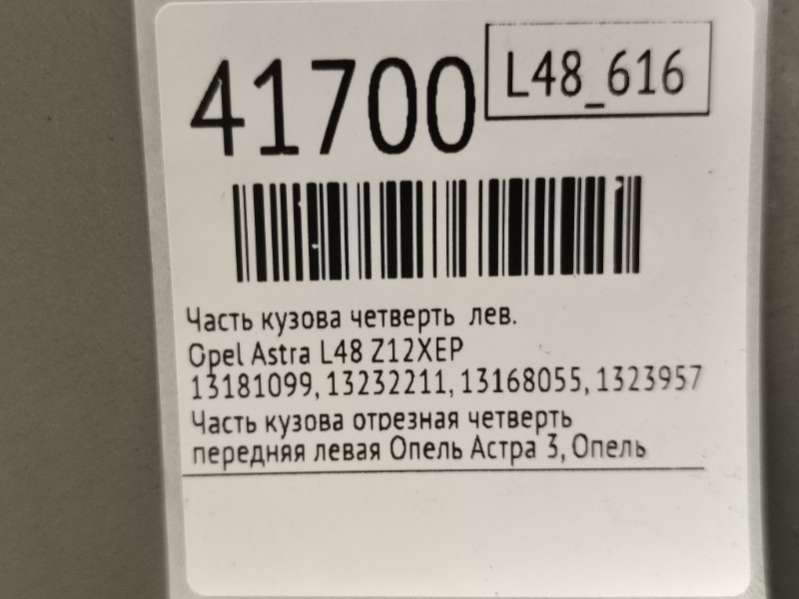 41700
L48_616
Часть кузова четверть лев.
Opel Astra L48 Z12XEP
13181099, 13232211, 13168055, 1323957
Часть кузова отрезная четверть
передняя левая Опель Астра 3, Опель